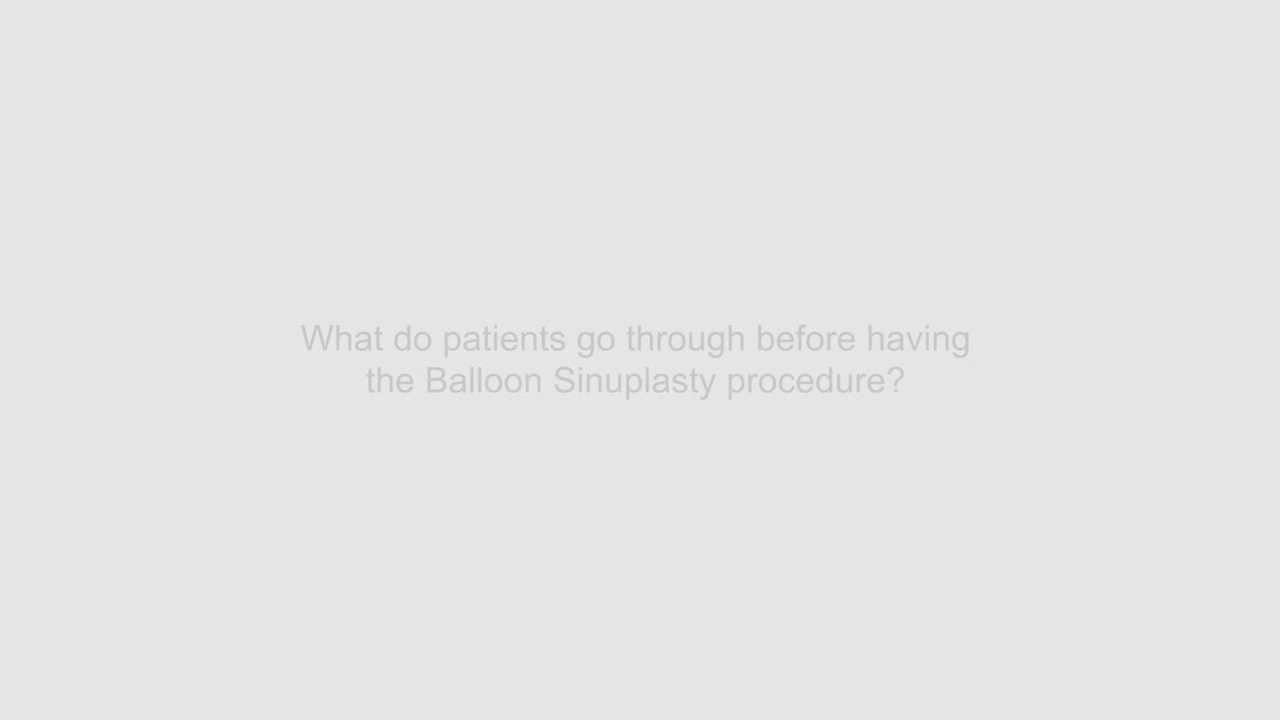 What do patients go through before having
the Balloon Sinuplasty procedure?